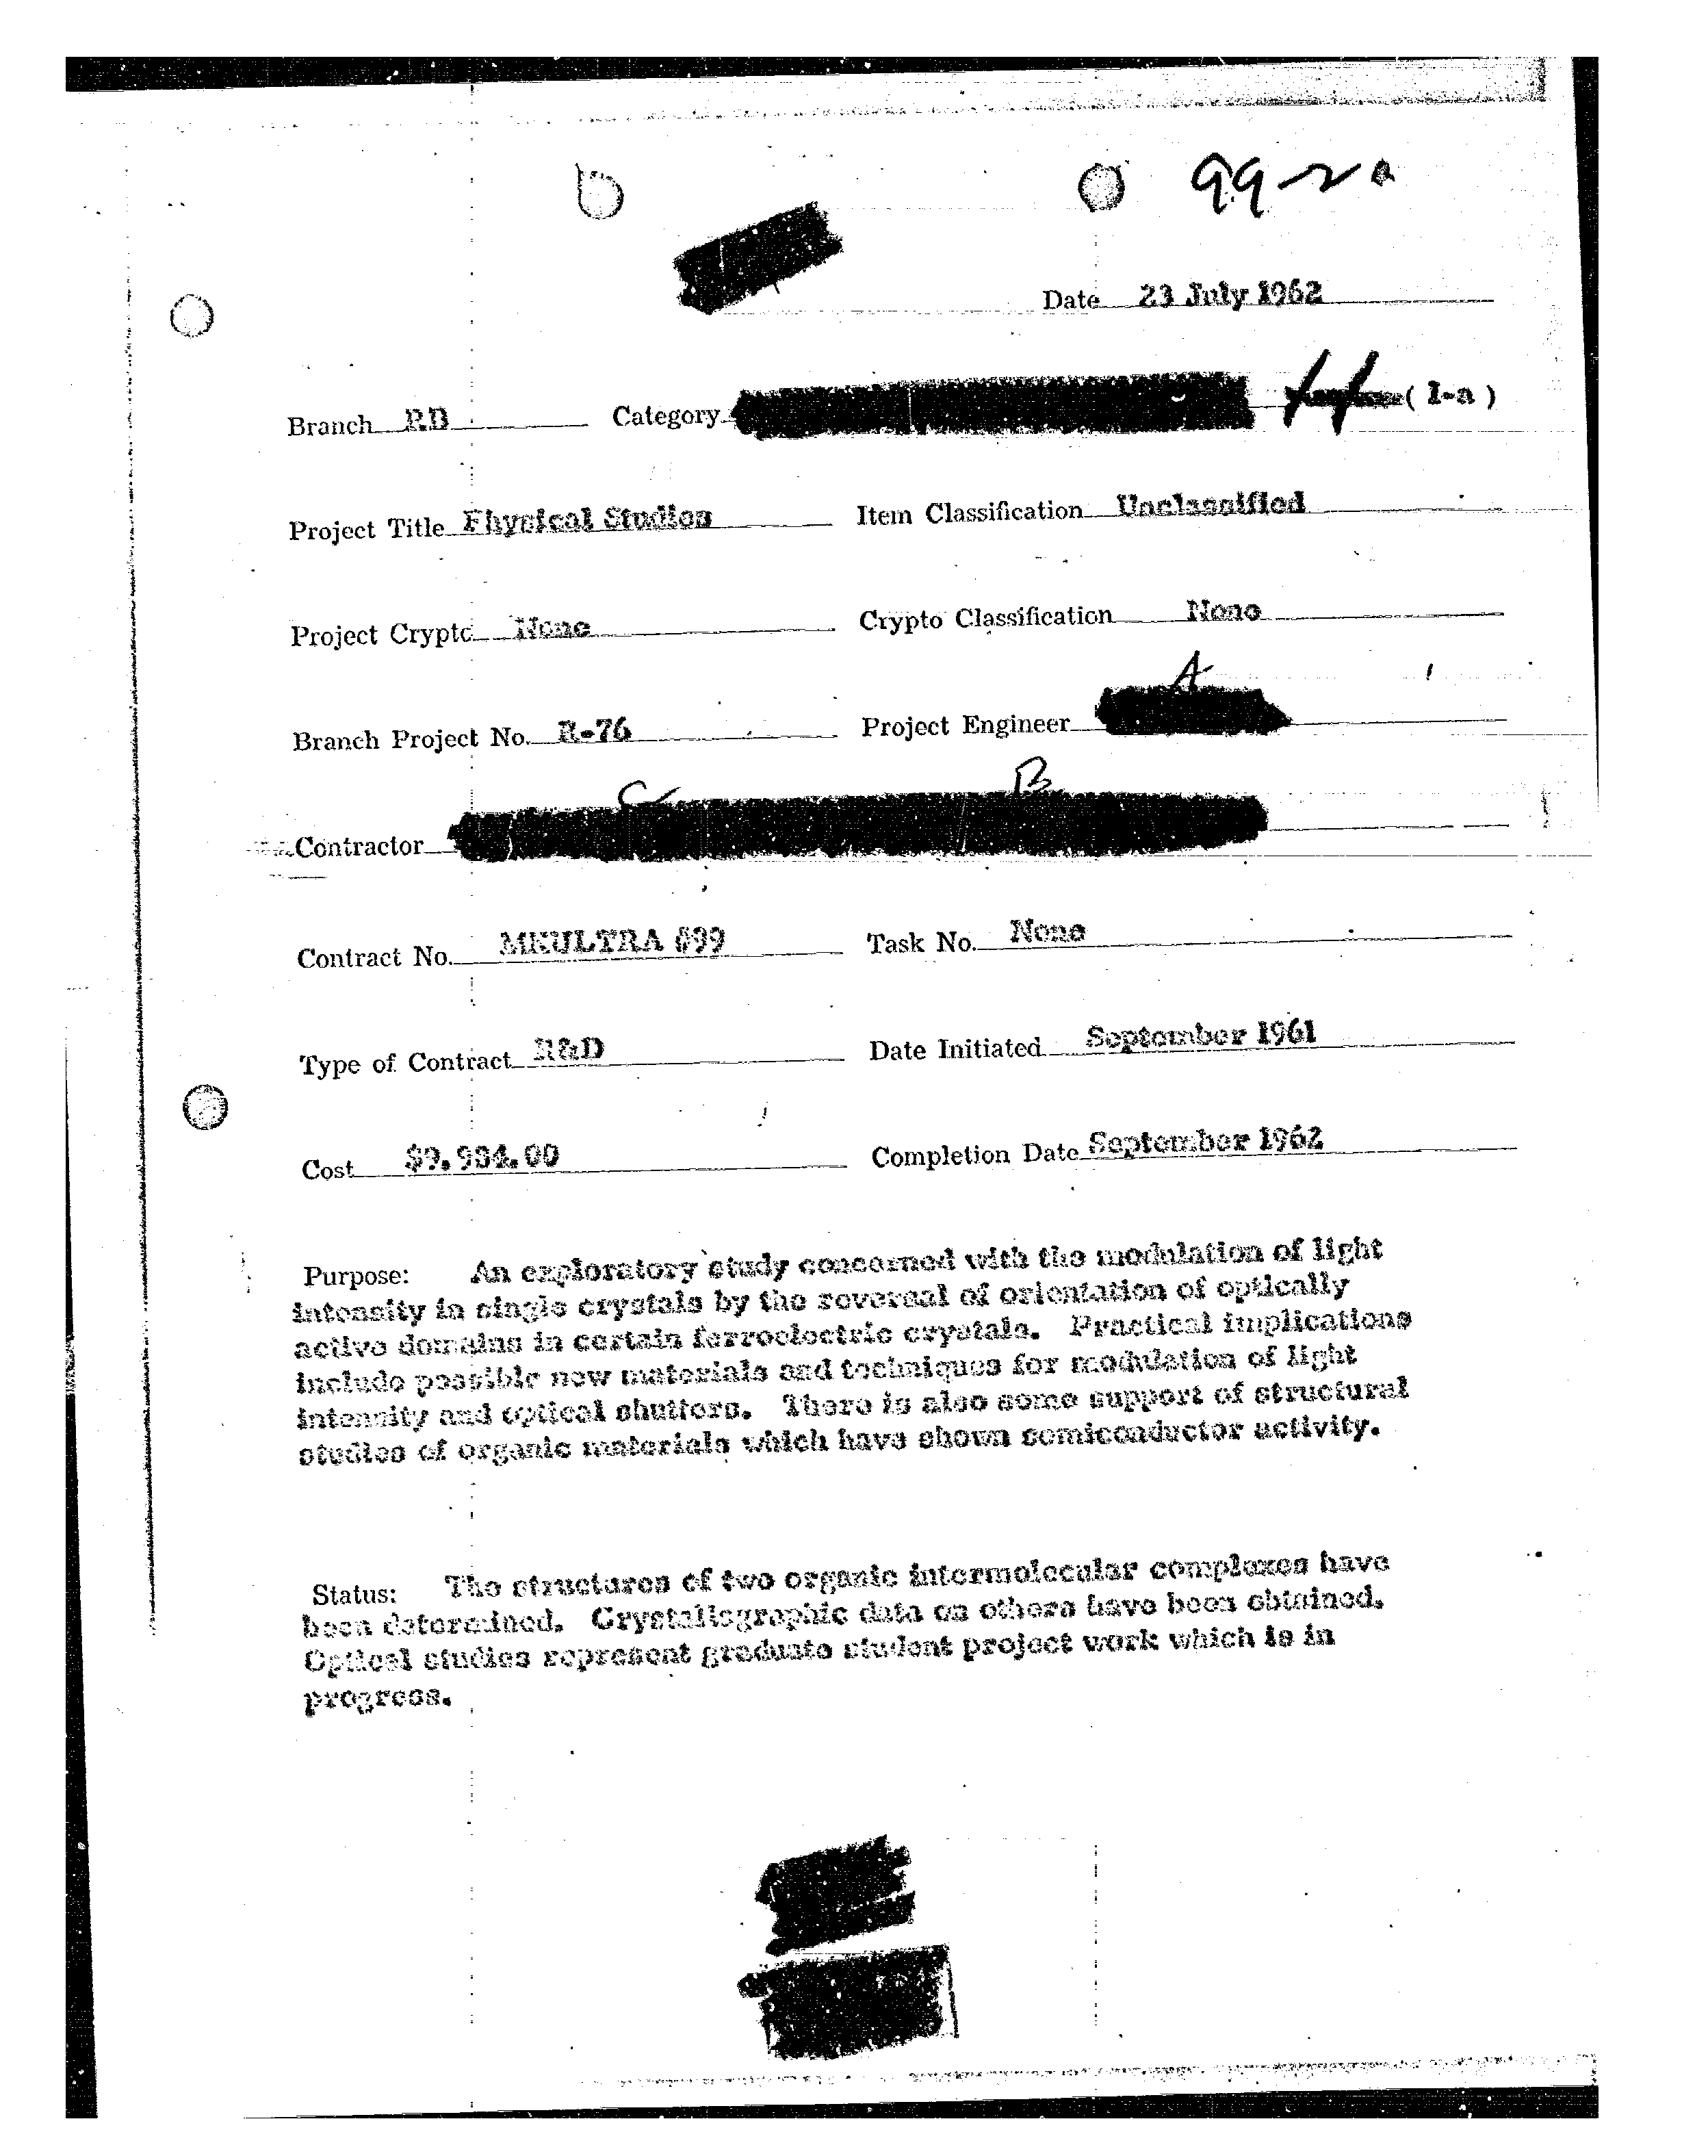 99-2
Date 23 July 1962
Branch RB Category (I-a)
Project Title Physical Studies Item Classification Unclassified
Project Crypto None Crypto Classification None
A
Branch Project No. R-76 Project Engineer
C B
Contractor
Contract No. MKULTRA #99 Task No. None
Type of Contract R&D Date Initiated September 1961
Cost $9,984.00 Completion Date September 1962
Purpose: An exploratory study concerned with the modulation of light
intensity in single crystals by the reversal of orientation of optically
active domains in certain ferroelectric crystals. Practical implications
include possible new materials and techniques for modulation of light
intensity and optical shutters. There is also some support of structural
studies of organic materials which have shown semiconductor activity.
Status: The structures of two organic intermolecular complexes have
been determined. Crystallographic data on others have been obtained.
Optical studies represent graduate student project work which is in
progress.